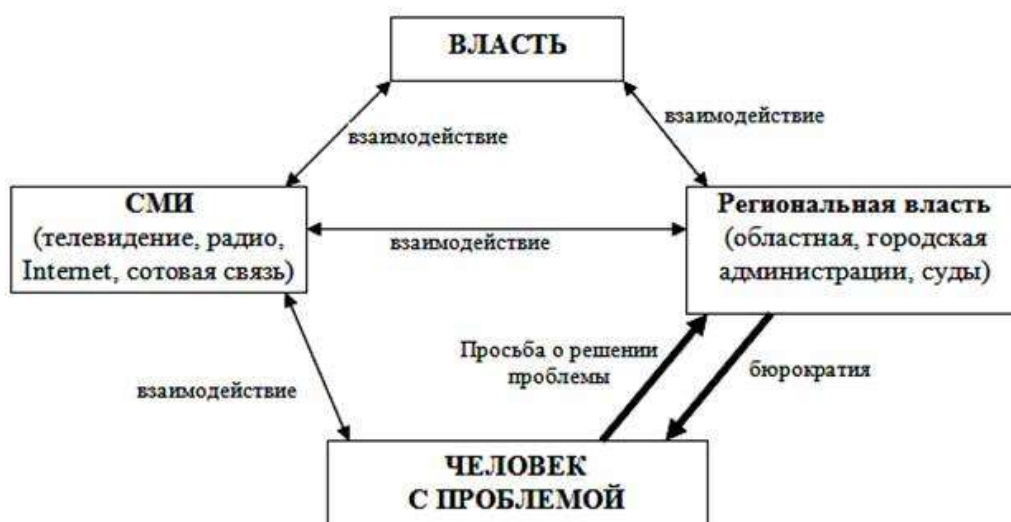 ВЛАСТЬ
взаимодействие
взаимодействие
СМИ
(телевидение, радио,
Internet, сотовая связь)
взаимодействие
Региональная власть
(областная, городская
администрации, суды)
Просьба о решении
проблемы
бюрократия
взаимодействие
ЧЕЛОВЕК
С ПРОБЛЕМОЙ